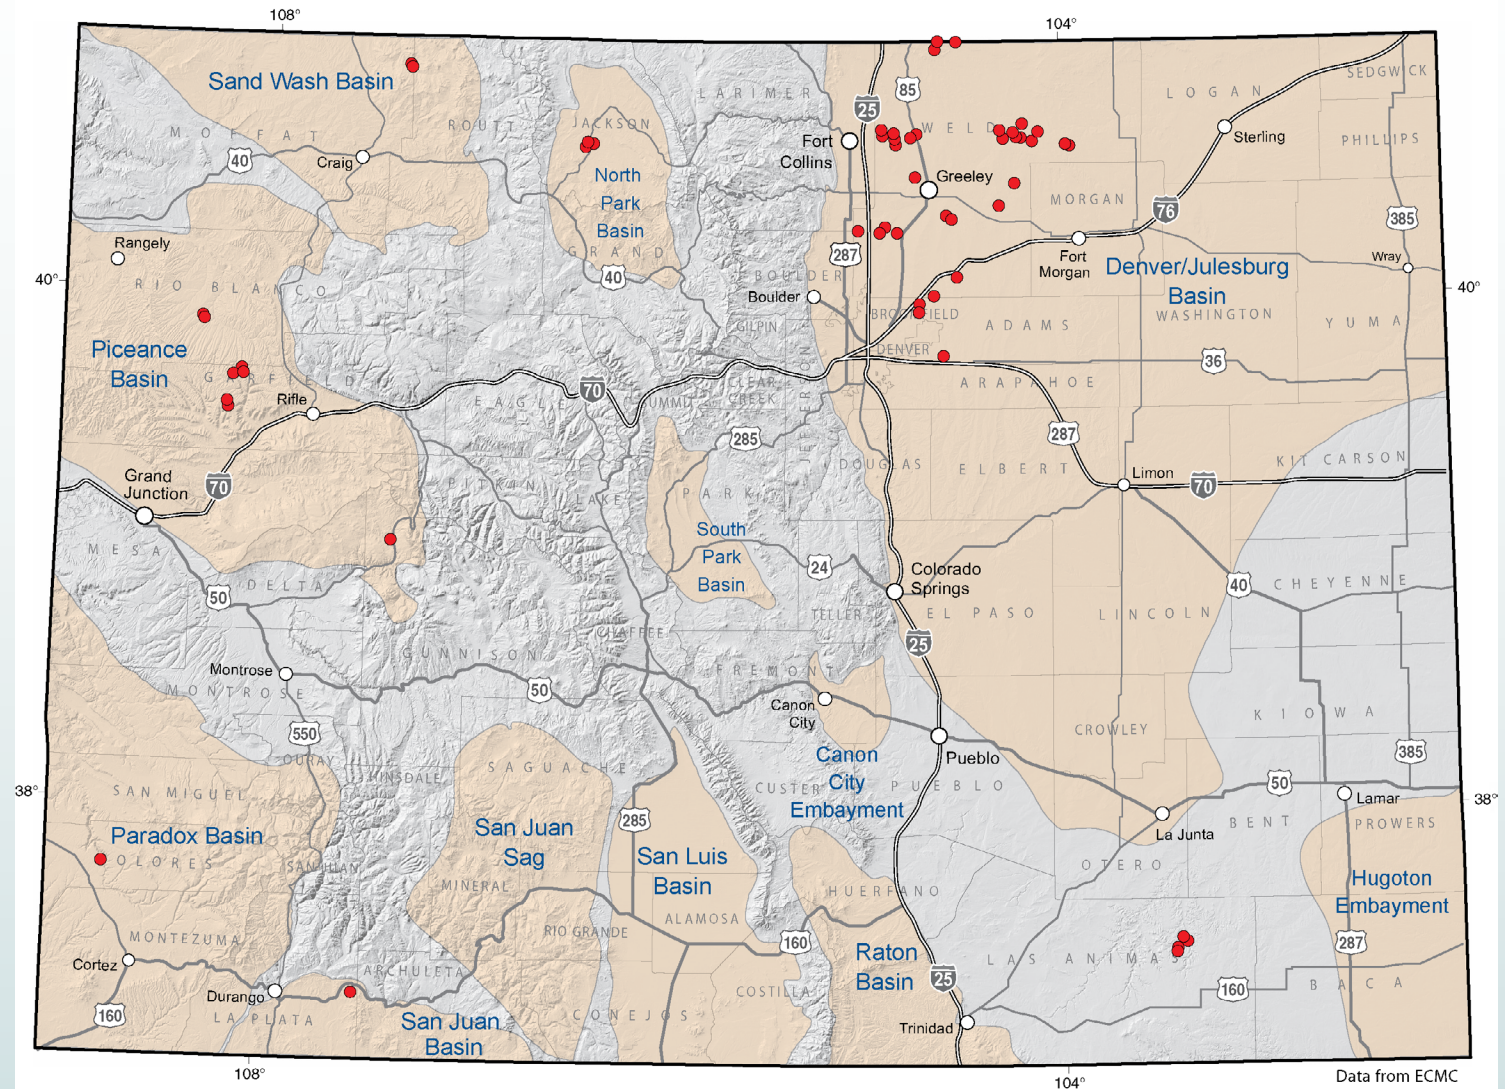 108°
104°
Sand Wash Basin
SEDGWICK
85
LOGAN
LARIMER
25
MOFFAT
ROUTT
JACKSON
WELD
Sterling
PHILLIPS
Fort
Collins
40
Craig
North
Park
Basin
Greeley
MORGAN
76
385
Rangely
GRAND
287
Fort
Morgan
Wray
40°
RIO BLANCO
40
BOULDER
Boulder
Denver/Julesburg
Basin
40°
BROOMFIELD
GILPIN
ADAMS
WASHINGTON
YUMA
Piceance
Basin
DENVER
36
GARFIELD
Rifle
EAGLE
70
SUMMIT
CLEAR
CREEK
JEFFERSON
ARAPAHOE
285
287
Grand
Junction
70
PITKIN
LAKE
PARK
DOUGLAS
ELBERT
Limon
70
KIT CARSON
South
Park
Basin
MESA
DELTA
50
24
Colorado
Springs
40
CHEYENNE
TELLER
EL PASO
LINCOLN
CHAFFEE
25
GUNNISON
Montrose
MONTROSE
50
FREMONT
Canon
City
KIOWA
550
OURAY
HINSDALE
SAGUACHE
Canon
City
Embayment
CROWLEY
Pueblo
385
38°
SAN MIGUEL
CUSTER
PUEBLO
50
Lamar
38°
Paradox Basin
DOLORES
San Juan
Sag
285
La Junta
BENT
PROWERS
SAN JUAN
MINERAL
San Luis
Basin
OTERO
HUERFANO
Hugoton
Embayment
ALAMOSA
MONTEZUMA
RIO GRANDE
160
287
Cortez
ARCHULETA
Raton
Basin
LAS ANIMAS
25
Durango
COSTILLA
160
BACA
160
LA PLATA
San Juan
Basin
CONEJOS
Trinidad
108°
104°
Data from ECMC